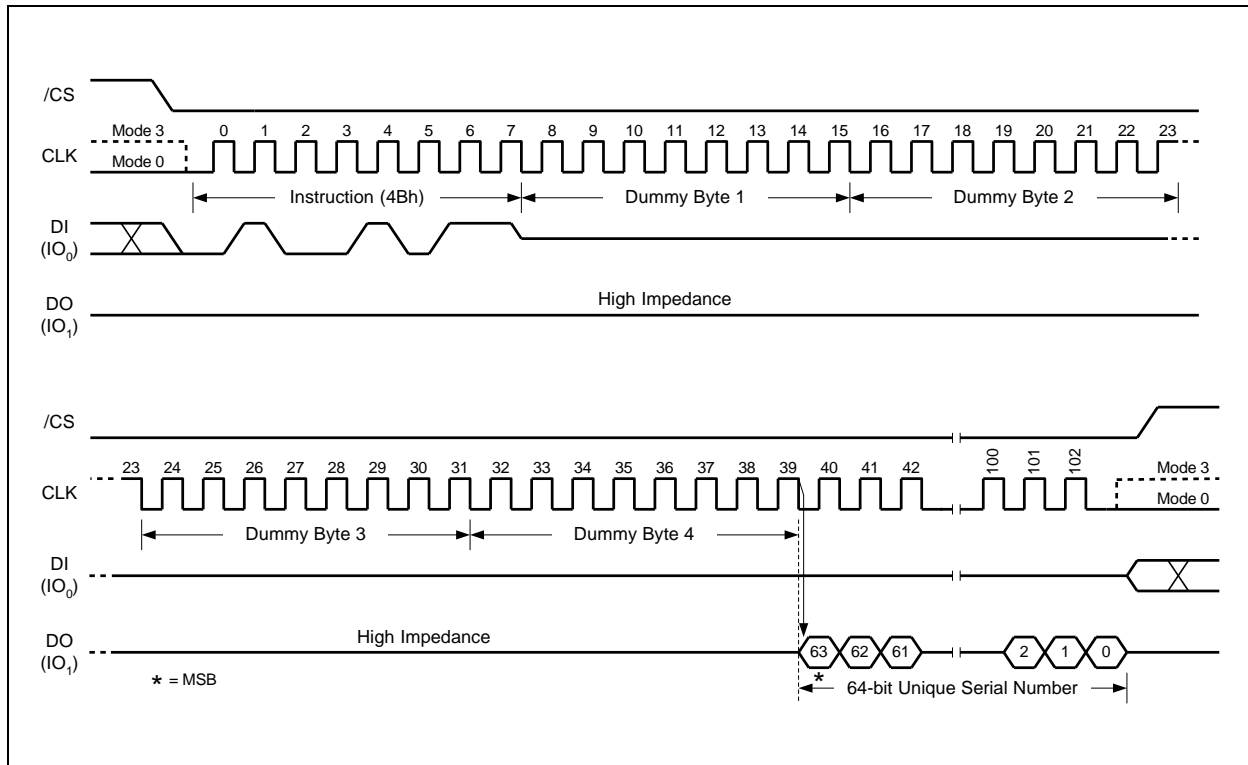 /CS
Mode 3
0 1 2 3 4 5 6 7 8 9 10 11 12 13 14 15 16 17 18 19 20 21 22 23
CLK
Mode 0
Instruction (4Bh)
Dummy Byte 1
Dummy Byte 2
DI
(IO0)
High Impedance
DO
(IO1)
/CS
23 24 25 26 27 28 29 30 31 32 33 34 35 36 37 38 39 40 41 42 100 101 102
Mode 3
CLK
Mode 0
Dummy Byte 3
Dummy Byte 4
DI
(IO0)
High Impedance
DO
(IO1)
63 62 61 2 1 0
* = MSB
*
64-bit Unique Serial Number